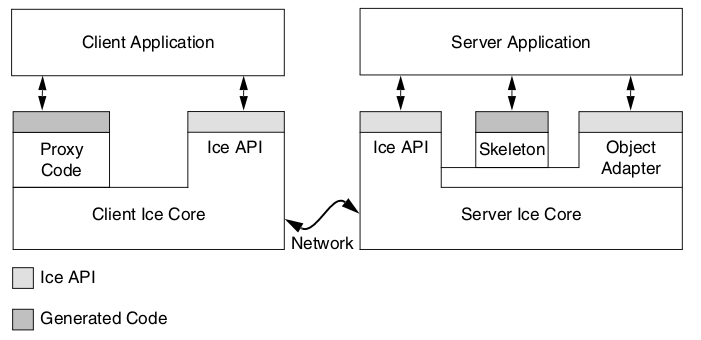 Client Application
Server Application
Proxy
Code
Ice API
Ice API
Skeleton
Object
Adapter
Client Ice Core
Server Ice Core
Network
Ice API
Generated Code